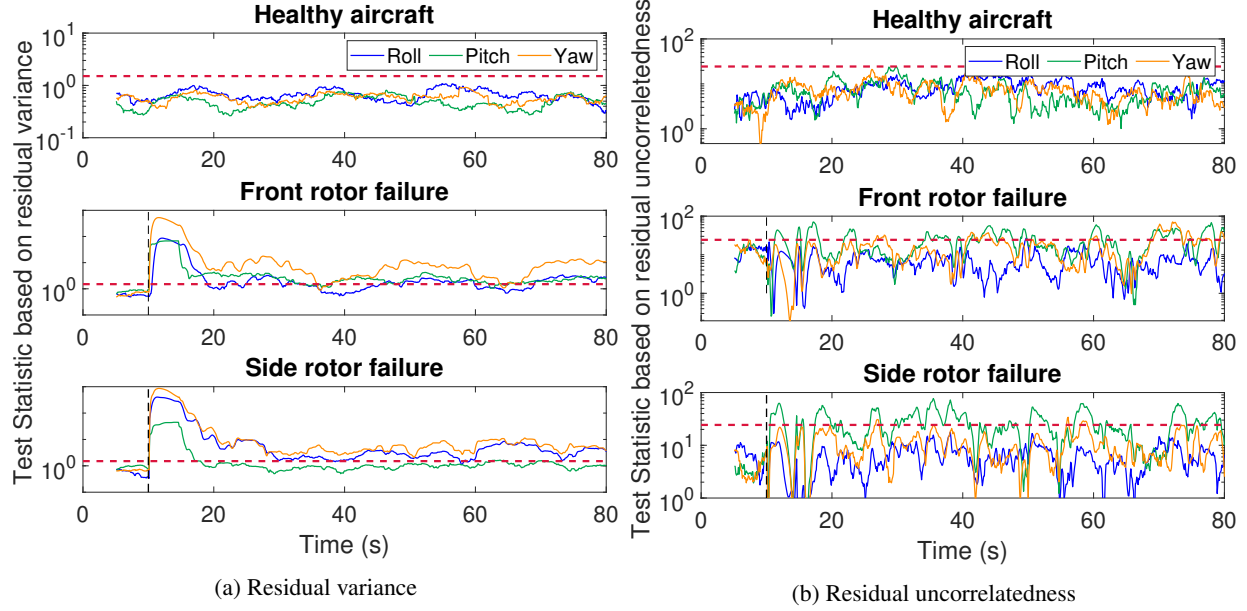 Test Statistic based on residual variance
Healthy aircraft
10^1
10^0
10^-1
Roll Pitch Yaw
0 20 40 60 80
Front rotor failure
10^0
0 20 40 60 80
Side rotor failure
10^0
0 20 40 60 80
Time (s)
(a) Residual variance
Test Statistic based on residual uncorrelatedness
Healthy aircraft
10^2
10^0
Roll Pitch Yaw
0 20 40 60 80
Front rotor failure
10^2
10^0
0 20 40 60 80
Side rotor failure
10^2
10^1
10^0
0 20 40 60 80
Time (s)
(b) Residual uncorrelatedness